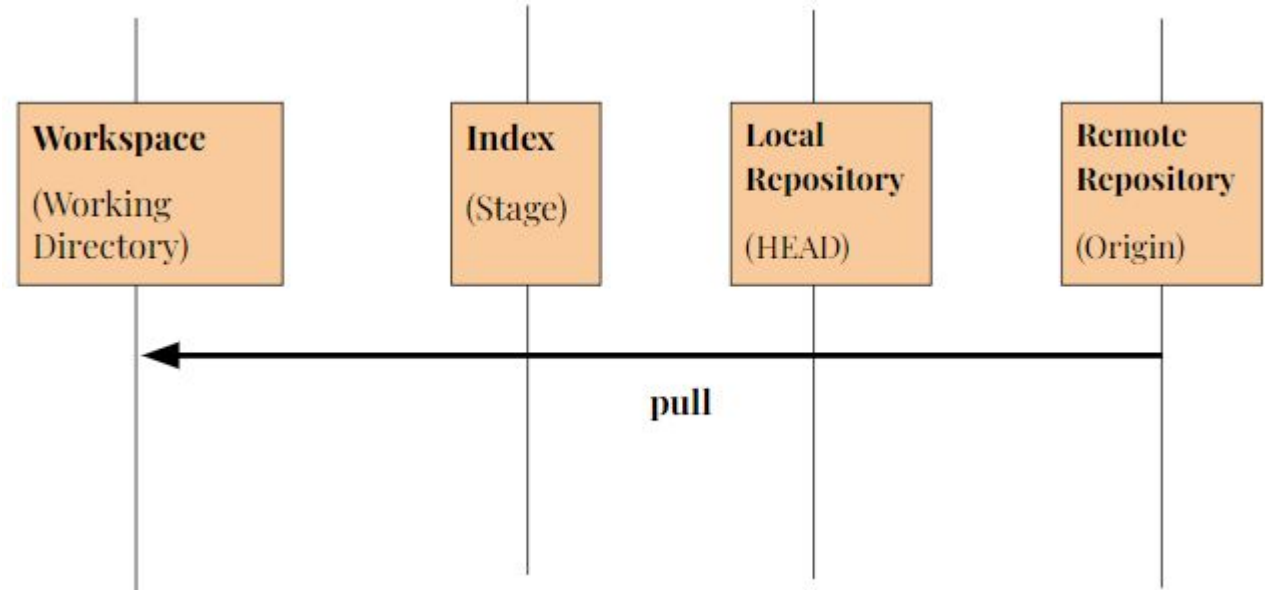 Workspace
(Working
Directory)
Index
(Stage)
Local
Repository
(HEAD)
Remote
Repository
(Origin)
pull